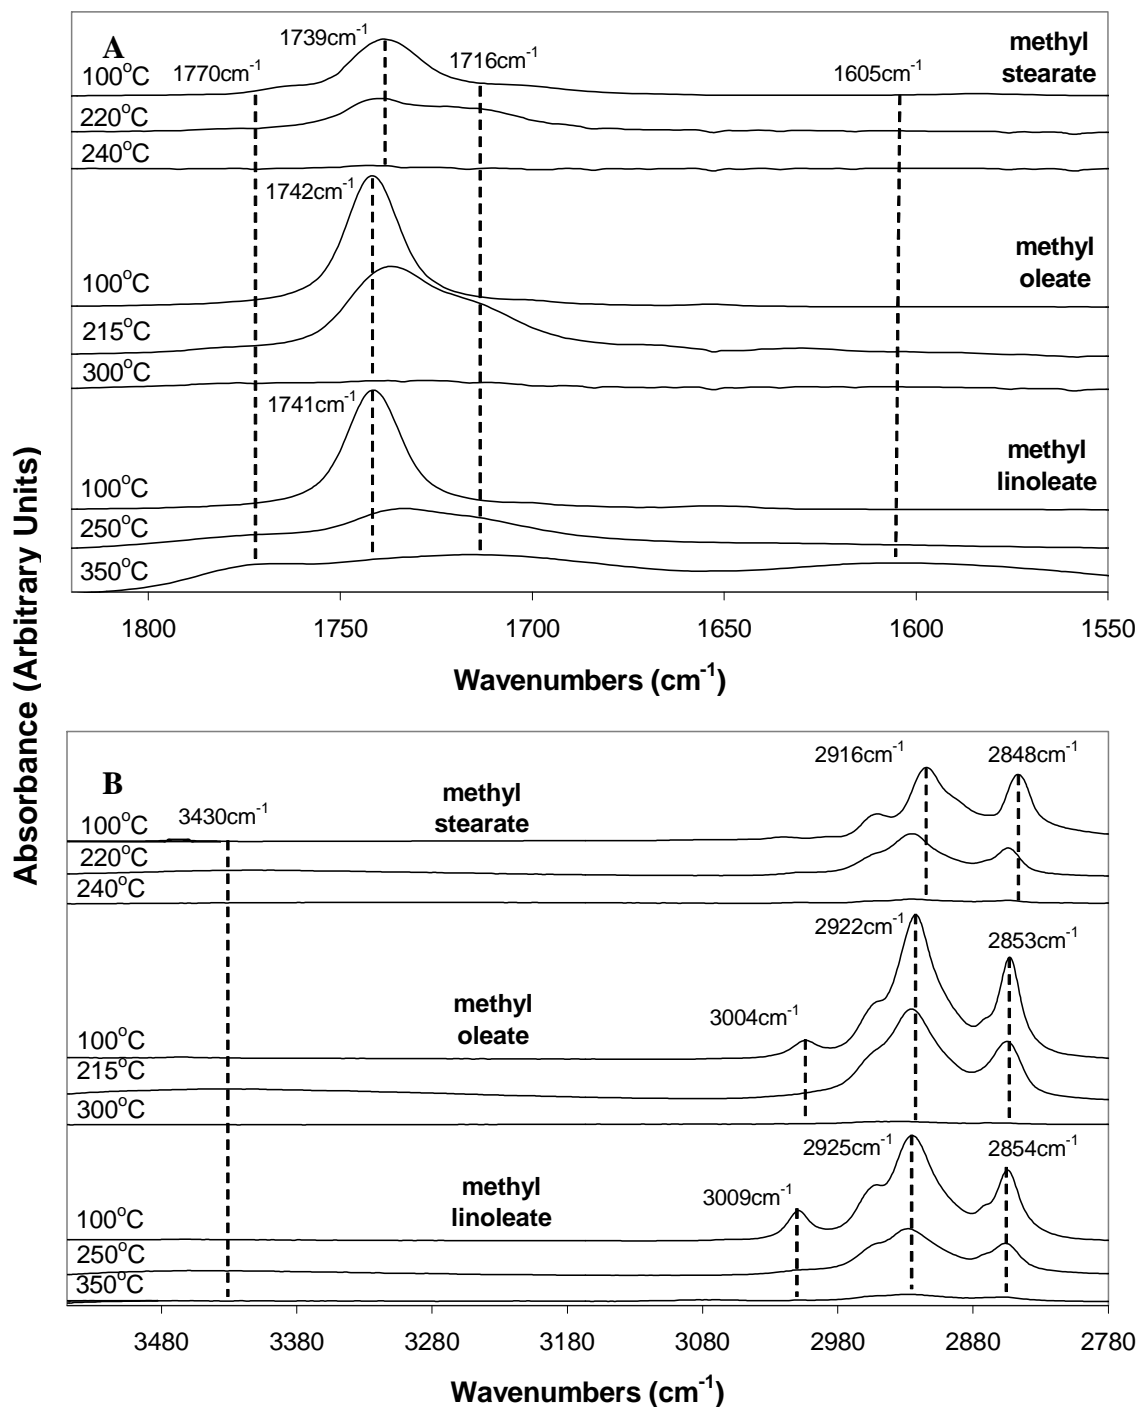 A
1739cm-1
1770cm-1
1716cm-1
1605cm-1
methyl
stearate
100oC
220oC
240oC
1742cm-1
methyl
oleate
100oC
215oC
300oC
1741cm-1
methyl
linoleate
100oC
250oC
350oC
1800
1750
1700
1650
1600
1550
Wavenumbers (cm-1)
Absorbance (Arbitrary Units)
B
2916cm-1
2848cm-1
3430cm-1
methyl
stearate
100oC
220oC
240oC
2922cm-1
2853cm-1
3004cm-1
methyl
oleate
100oC
215oC
300oC
2925cm-1
2854cm-1
3009cm-1
methyl
linoleate
100oC
250oC
350oC
3480
3380
3280
3180
3080
2980
2880
2780
Wavenumbers (cm-1)